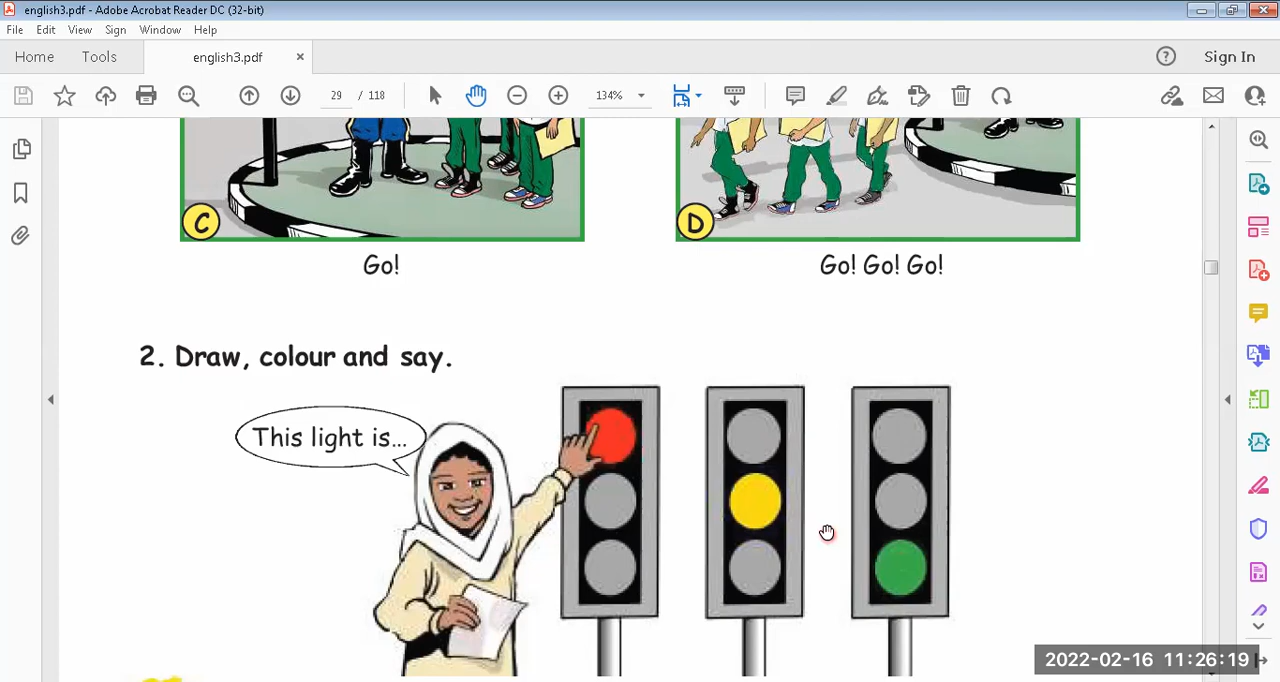 english3.pdf - Adobe Acrobat Reader DC (32-bit)
File Edit View Sign Window Help
Home Tools english3.pdf × ? Sign In
29 / 118 134%
C D
Go! Go! Go! Go!
2. Draw, colour and say.
This light is...
2022-02-16 11:26:19